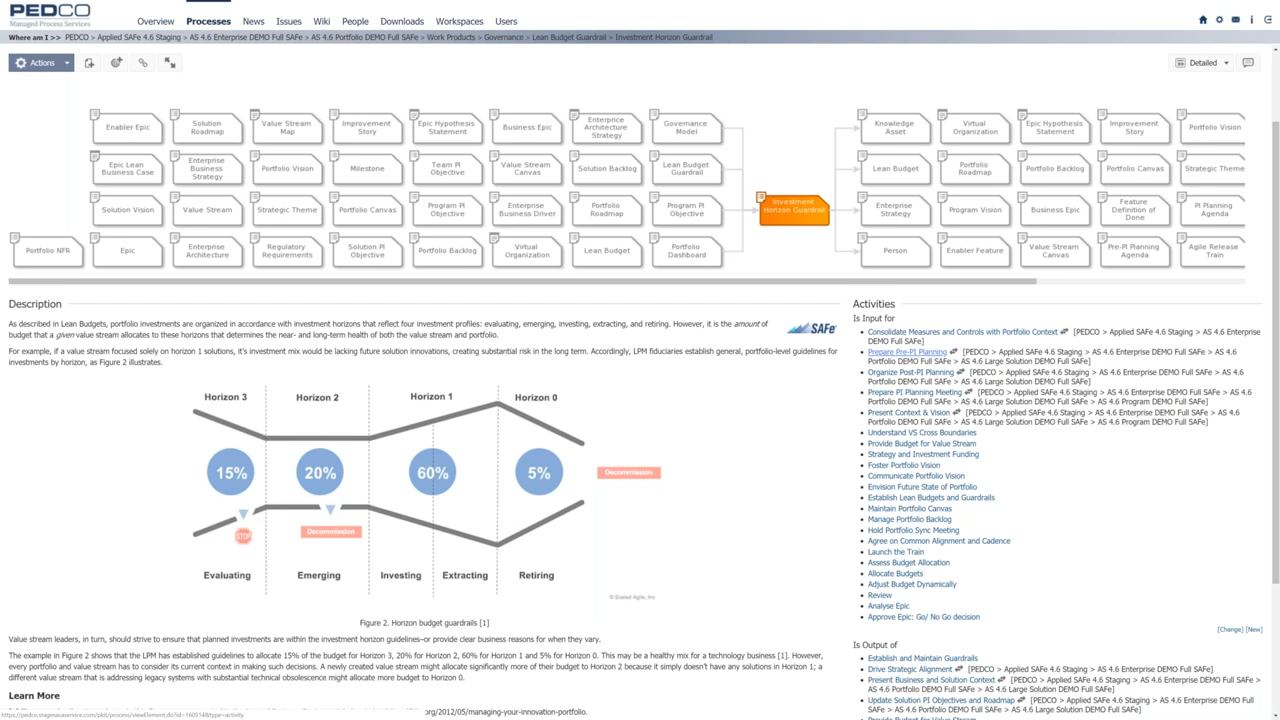 PEDCO
Managed Process Services
Overview Processes News Issues Wiki People Downloads Workspaces Users
Where am I >> PEDCO > Applied SAFe 4.6 Staging > AS 4.6 Enterprise DEMO Full SAFe > AS 4.6 Portfolio DEMO Full SAFe > Work Products > Governance > Lean Budget Guardrail > Investment Horizon Guardrail
Actions
Detailed
Enabler Epic
Solution Roadmap
Value Stream Map
Improvement Story
Epic Hypothesis Statement
Business Epic
Enterprice Architecture Strategy
Governance Model
Knowledge Asset
Virtual Organization
Epic Hypothesis Statement
Improvement Story
Portfolio Vision
Epic Lean Business Case
Enterprise Business Strategy
Portfolio Vision
Milestone
Team PI Objective
Value Stream Canvas
Solution Backlog
Lean Budget Guardrail
Lean Budget
Portfolio Roadmap
Portfolio Backlog
Portfolio Canvas
Strategic Theme
Solution Vision
Value Stream
Strategic Theme
Portfolio Canvas
Program PI Objective
Enterprise Business Driver
Portfolio Roadmap
Program PI Objective
Investment Horizon Guardrail
Enterprise Strategy
Program Vision
Business Epic
Feature Definition of Done
PI Planning Agenda
Portfolio NFR
Epic
Enterprise Architecture
Regulatory Requirements
Solution PI Objective
Portfolio Backlog
Virtual Organization
Lean Budget
Portfolio Dashboard
Person
Enabler Feature
Value Stream Canvas
Pre-PI Planning Agenda
Agile Release Train
Description
As described in Lean Budgets, portfolio investments are organized in accordance with investment horizons that reflect four investment profiles: evaluating, emerging, investing, extracting, and retiring. However, it is the amount of
budget that a given value stream allocates to these horizons that determines the near- and long-term health of both the value stream and portfolio.
SAFe
For example, if a value stream focused solely on horizon 1 solutions, it's investment mix would be lacking future solution innovations, creating substantial risk in the long term. Accordingly, LPM fiduciaries establish general, portfolio-level guidelines for
investments by horizon, as Figure 2 illustrates.
Horizon 3 Horizon 2 Horizon 1 Horizon 0
15% 20% 60% 5%
Decommission
STOP
Decommission
Evaluating Emerging Investing Extracting Retiring
© Scaled Agile, Inc
Figure 2. Horizon budget guardrails [1]
Value stream leaders, in turn, should strive to ensure that planned investments are within the investment horizon guidelines–or provide clear business reasons for when they vary.
The example in Figure 2 shows that the LPM has established guidelines to allocate 15% of the budget for Horizon 3, 20% for Horizon 2, 60% for Horizon 1 and 5% for Horizon 0. This may be a healthy mix for a technology business [1]. However,
every portfolio and value stream has to consider its current context in making such decisions. A newly created value stream might allocate significantly more of their budget to Horizon 2 because it simply doesn't have any solutions in Horizon 1; a
different value stream that is addressing legacy systems with substantial technical obsolescence might allocate more budget to Horizon 0.
Learn More
org/2012/05/managing-your-innovation-portfolio.
https://pedco.stagesasaservice.com/pkit/process/viewElement.do?id=160514&type=activity
Activities
Is Input for
Consolidate Measures and Controls with Portfolio Context [PEDCO > Applied SAFe 4.6 Staging > AS 4.6 Enterprise
DEMO Full SAFe]
Prepare Pre-PI Planning [PEDCO > Applied SAFe 4.6 Staging > AS 4.6 Enterprise DEMO Full SAFe > AS 4.6
Portfolio DEMO Full SAFe > AS 4.6 Large Solution DEMO Full SAFe]
Organize Post-PI Planning [PEDCO > Applied SAFe 4.6 Staging > AS 4.6 Enterprise DEMO Full SAFe > AS 4.6
Portfolio DEMO Full SAFe > AS 4.6 Large Solution DEMO Full SAFe]
Prepare PI Planning Meeting [PEDCO > Applied SAFe 4.6 Staging > AS 4.6 Enterprise DEMO Full SAFe > AS 4.6
Portfolio DEMO Full SAFe > AS 4.6 Large Solution DEMO Full SAFe > AS 4.6 Program DEMO Full SAFe]
Present Context & Vision [PEDCO > Applied SAFe 4.6 Staging > AS 4.6 Enterprise DEMO Full SAFe > AS 4.6
Portfolio DEMO Full SAFe > AS 4.6 Large Solution DEMO Full SAFe > AS 4.6 Program DEMO Full SAFe]
Understand VS Cross Boundaries
Provide Budget for Value Stream
Strategy and Investment Funding
Foster Portfolio Vision
Communicate Portfolio Vision
Envision Future State of Portfolio
Establish Lean Budgets and Guardrails
Maintain Portfolio Canvas
Manage Portfolio Backlog
Hold Portfolio Sync Meeting
Agree on Common Alignment and Cadence
Launch the Train
Assess Budget Allocation
Allocate Budgets
Adjust Budget Dynamically
Review
Analyse Epic
Approve Epic: Go/ No Go decision
[Change] [New]
Is Output of
Establish and Maintain Guardrails
Drive Strategic Alignment [PEDCO > Applied SAFe 4.6 Staging > AS 4.6 Enterprise DEMO Full SAFe]
Present Business and Solution Context [PEDCO > Applied SAFe 4.6 Staging > AS 4.6 Enterprise DEMO Full SAFe
> AS 4.6 Portfolio DEMO Full SAFe > AS 4.6 Large Solution DEMO Full SAFe]
Update Solution PI Objectives and Roadmap [PEDCO > Applied SAFe 4.6 Staging > AS 4.6 Enterprise DEMO Full
SAFe > AS 4.6 Portfolio DEMO Full SAFe > AS 4.6 Large Solution DEMO Full SAFe]